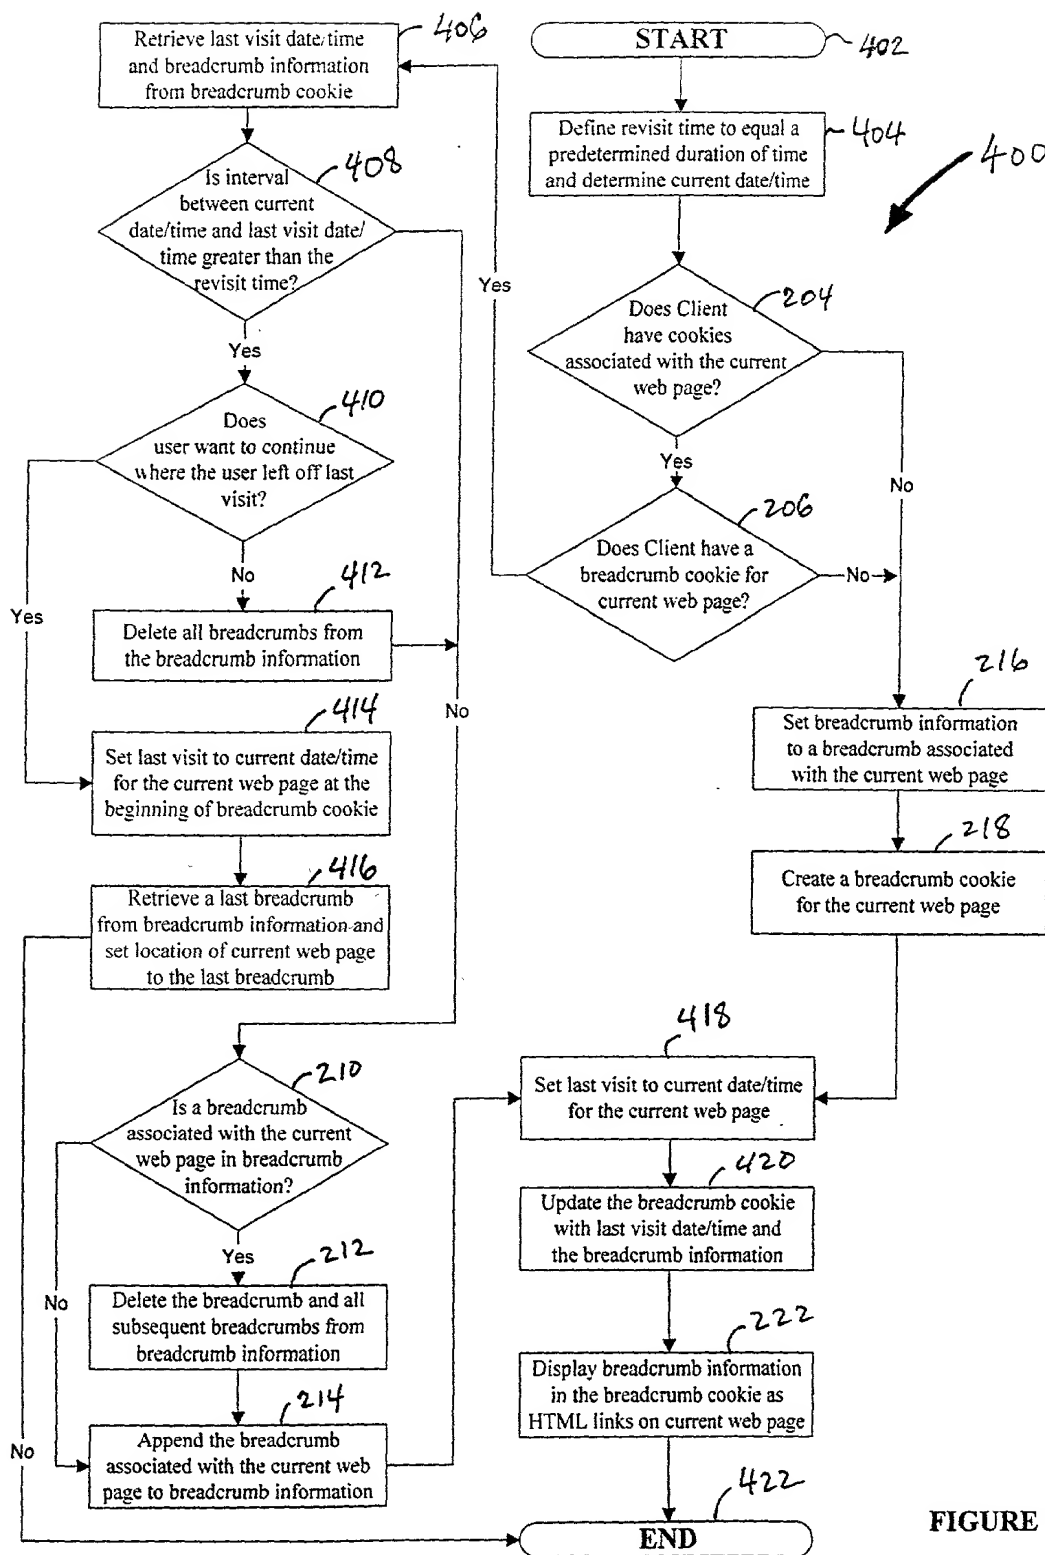 START
402
Define revisit time to equal a
predetermined duration of time
and determine current date/time
404
400
Does Client
have cookies
associated with the current
web page?
204
Yes
No
Does Client have a
breadcrumb cookie for
current web page?
206
Yes
No
Retrieve last visit date/time
and breadcrumb information
from breadcrumb cookie
406
Is interval
between current
date/time and last visit date/
time greater than the
revisit time?
408
Yes
No
Does
user want to continue
where the user left off last
visit?
410
Yes
No
Delete all breadcrumbs from
the breadcrumb information
412
Set last visit to current date/time
for the current web page at the
beginning of breadcrumb cookie
414
Retrieve a last breadcrumb
from breadcrumb information and
set location of current web page
to the last breadcrumb
416
No
Is a breadcrumb
associated with the current
web page in breadcrumb
information?
210
Yes
No
Delete the breadcrumb and all
subsequent breadcrumbs from
breadcrumb information
212
Append the breadcrumb
associated with the current web
page to breadcrumb information
214
Set breadcrumb information
to a breadcrumb associated
with the current web page
216
Create a breadcrumb cookie
for the current web page
218
Set last visit to current date/time
for the current web page
418
Update the breadcrumb cookie
with last visit date/time and
the breadcrumb information
420
Display breadcrumb information
in the breadcrumb cookie as
HTML links on current web page
222
END
422
FIGURE